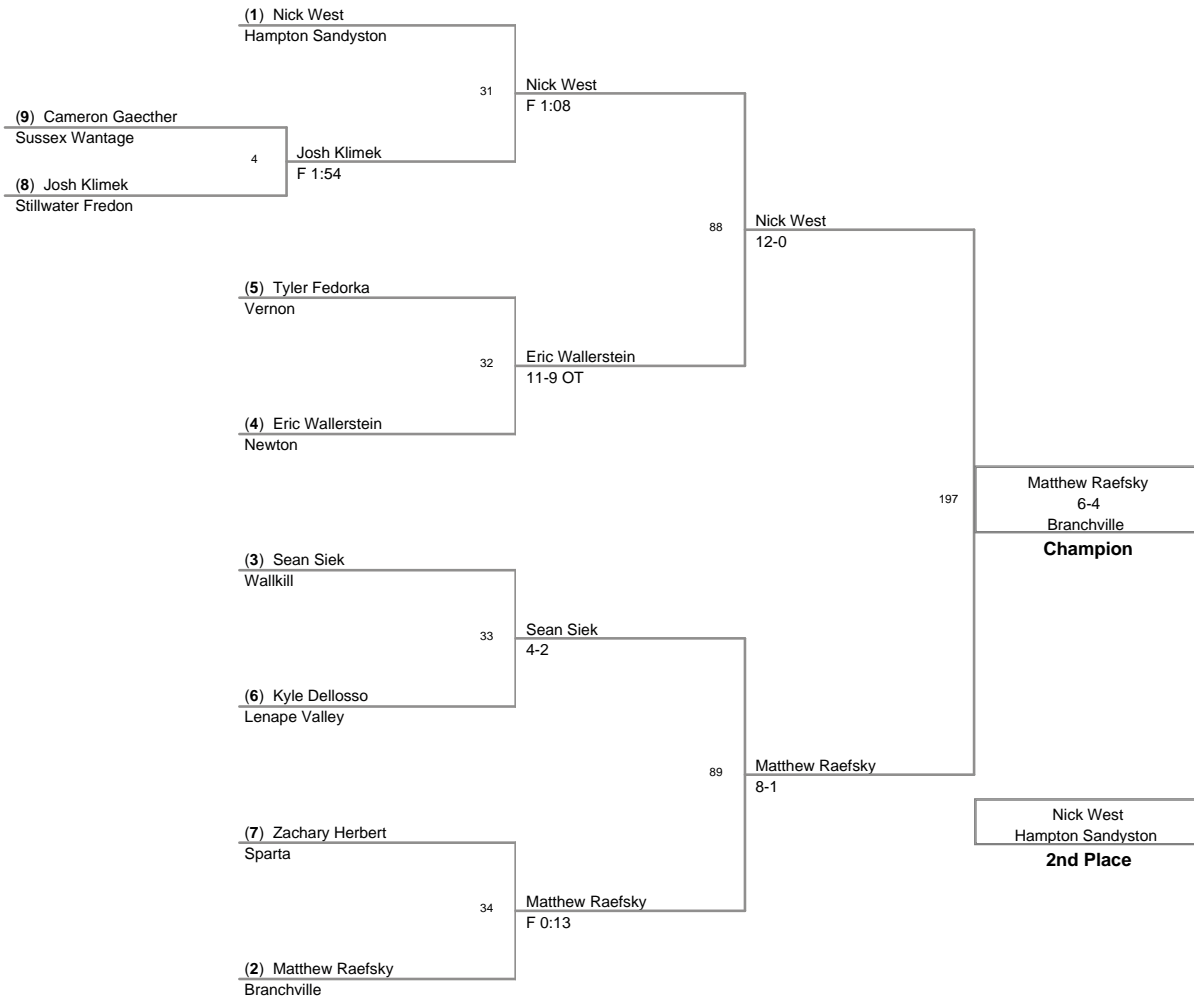 (1) Nick West
Hampton Sandyston
31
Nick West
F 1:08
(9) Cameron Gaecther
Sussex Wantage
4
Josh Klimek
F 1:54
(8) Josh Klimek
Stillwater Fredon
88
Nick West
12-0
(5) Tyler Fedorka
Vernon
32
Eric Wallerstein
11-9 OT
(4) Eric Wallerstein
Newton
197
Matthew Raefsky
6-4
Branchville
Champion
(3) Sean Siek
Wallkill
33
Sean Siek
4-2
(6) Kyle Dellosso
Lenape Valley
89
Matthew Raefsky
8-1
Nick West
Hampton Sandyston
2nd Place
(7) Zachary Herbert
Sparta
34
Matthew Raefsky
F 0:13
(2) Matthew Raefsky
Branchville